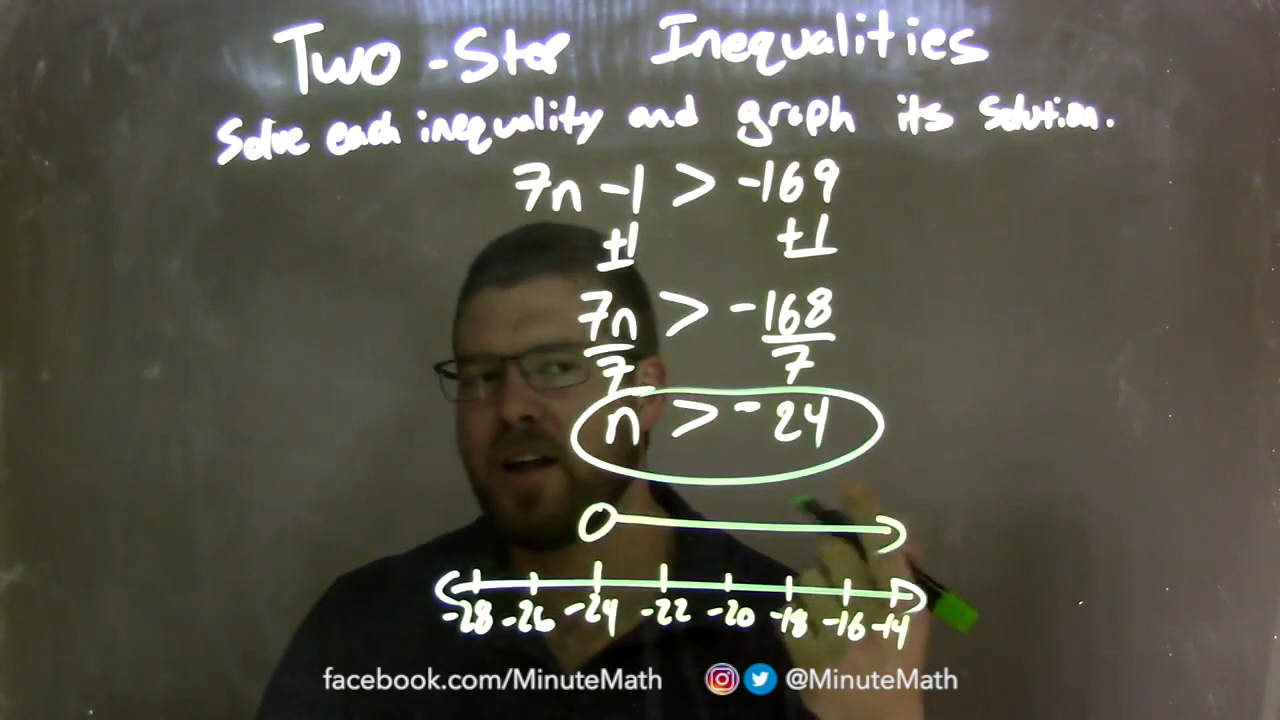 Two-Step Inequalities
Solve each inequality and graph its solution.
7n -1 > -169
+1 +1
7n > -168
7 7
n > -24
-28 -26 -24 -22 -20 -18 -16 -14
facebook.com/MinuteMath @MinuteMath